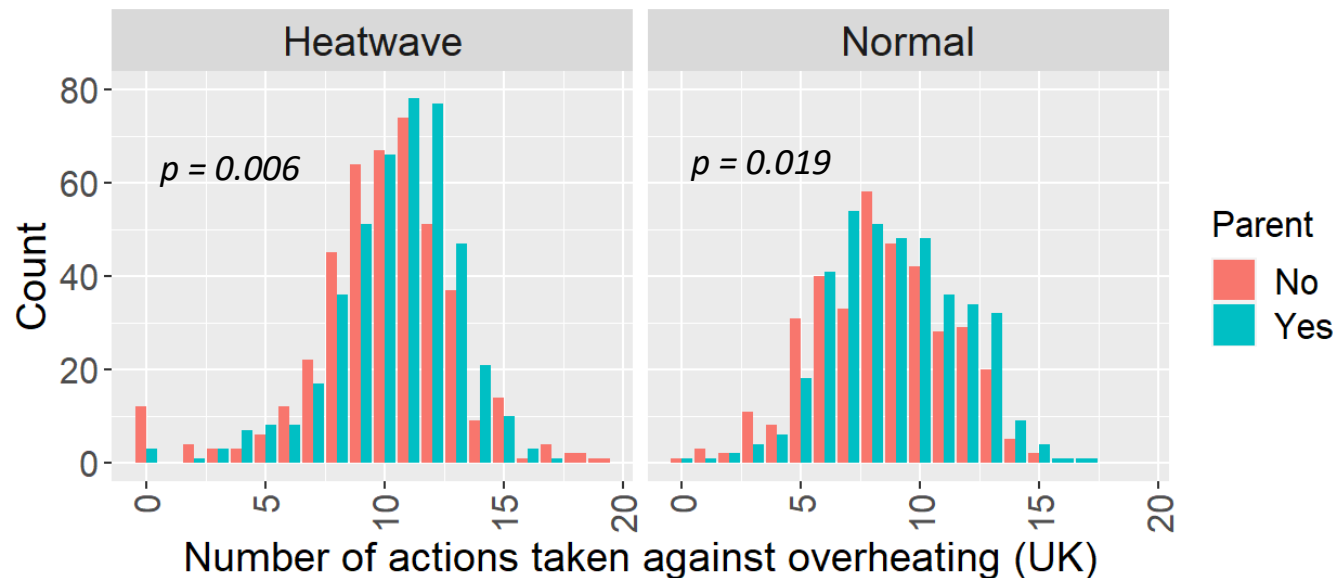 Heatwave
Normal
Count
80
60
40
20
0
p = 0.006
p = 0.019
0 5 10 15 20
0 5 10 15 20
Number of actions taken against overheating (UK)
Parent
No
Yes